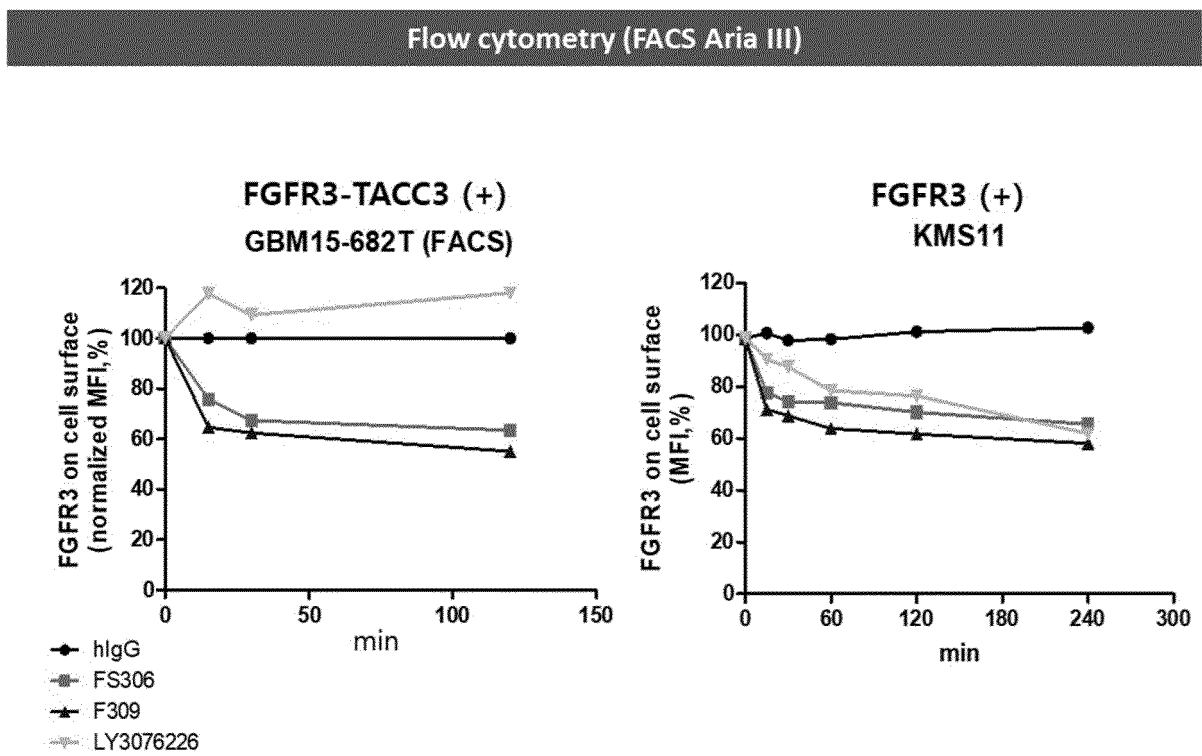 Flow cytometry (FACS Aria III)
FGFR3-TACC3 (+)
GBM15-682T (FACS)
FGFR3 on cell surface
(normalized MFI,%)
120
100
80
60
40
20
0
0 50 100 150
min
FGFR3 (+)
KMS11
FGFR3 on cell surface
(MFI,%)
120
100
80
60
40
20
0
0 60 120 180 240 300
min
hIgG
FS306
F309
LY3076226